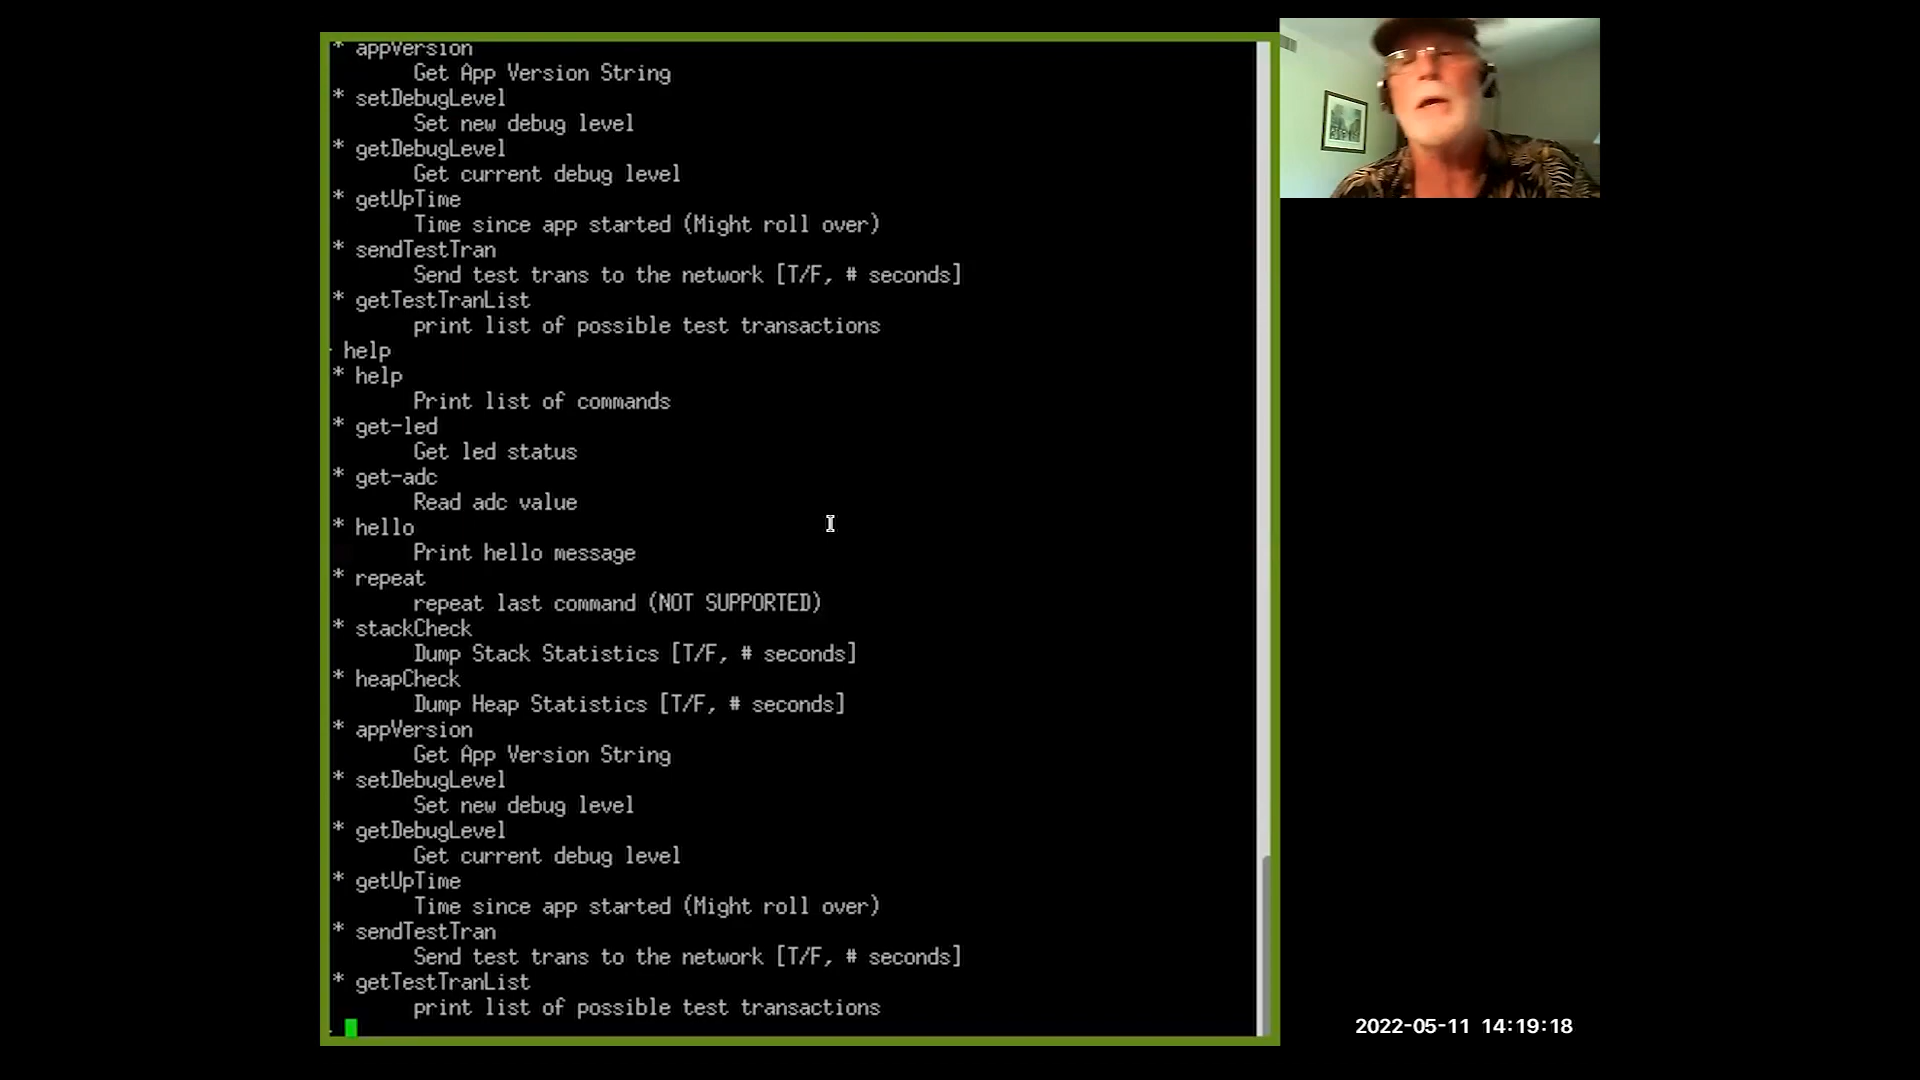 * appVersion
Get App Version String
* setDebugLevel
Set new debug level
* getDebugLevel
Get current debug level
* getUpTime
Time since app started (Might roll over)
* sendTestTran
Send test trans to the network [T/F, # seconds]
* getTestTranList
print list of possible test transactions
help
* help
Print list of commands
* get-led
Get led status
* get-adc
Read adc value
* hello
Print hello message
* repeat
repeat last command (NOT SUPPORTED)
* stackCheck
Dump Stack Statistics [T/F, # seconds]
* heapCheck
Dump Heap Statistics [T/F, # seconds]
* appVersion
Get App Version String
* setDebugLevel
Set new debug level
* getDebugLevel
Get current debug level
* getUpTime
Time since app started (Might roll over)
* sendTestTran
Send test trans to the network [T/F, # seconds]
* getTestTranList
print list of possible test transactions
2022-05-11 14:19:18